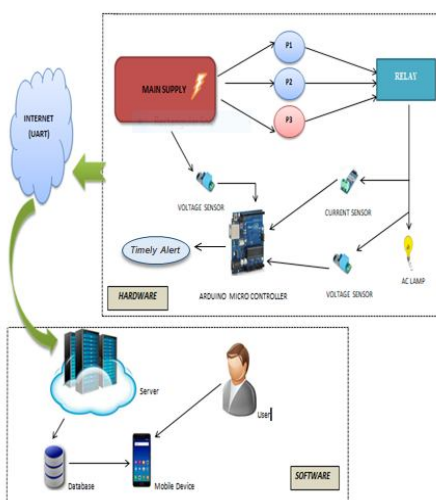 P1
MAIN SUPPLY
P2
RELAY
P3
INTERNET
(UART)
VOLTAGE SENSOR
CURRENT SENSOR
Timely Alert
HARDWARE
ARDUINO MICRO CONTROLLER
VOLTAGE SENSOR
AC LAMP
Server
User
Database
Mobile Device
SOFTWARE